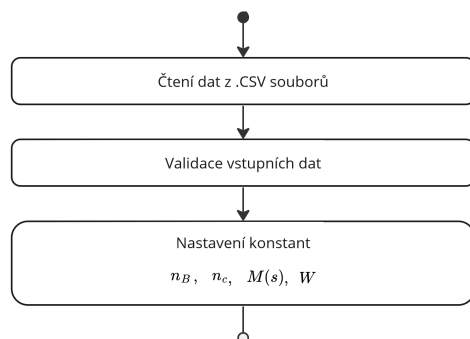 Čtení dat z .CSV souborů
Validace vstupních dat
Nastavení konstant
n_B, n_c, M(s), W